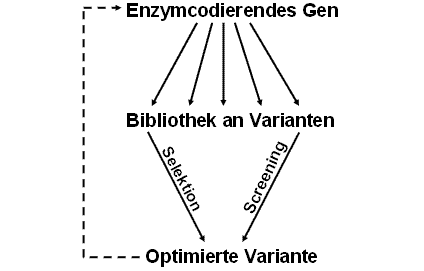 Enzymcodierendes Gen
Bibliothek an Varianten
Selektion
Screening
Optimierte Variante